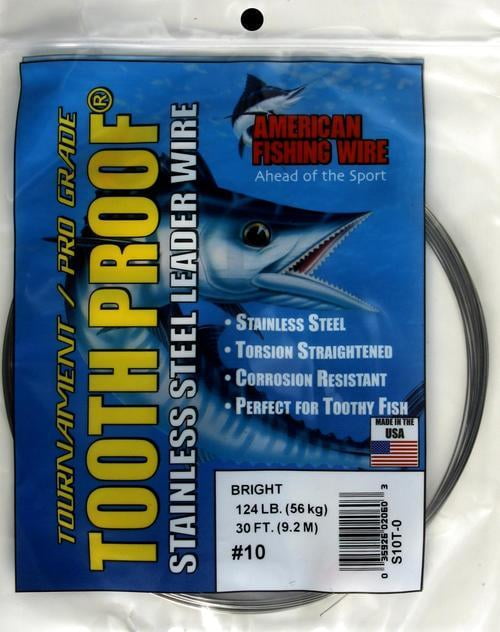 AMERICAN
FISHING WIRE
Ahead of the Sport
TOURNAMENT / PRO GRADE
TOOTH PROOF®
STAINLESS STEEL LEADER WIRE
• STAINLESS STEEL
• TORSION STRAIGHTENED
• CORROSION RESISTANT
• PERFECT FOR TOOTHY FISH
MADE IN THE
USA
BRIGHT
124 LB. (56 kg)
30 FT. (9.2 M)
#10
0 35926 02060 3
S10T-0